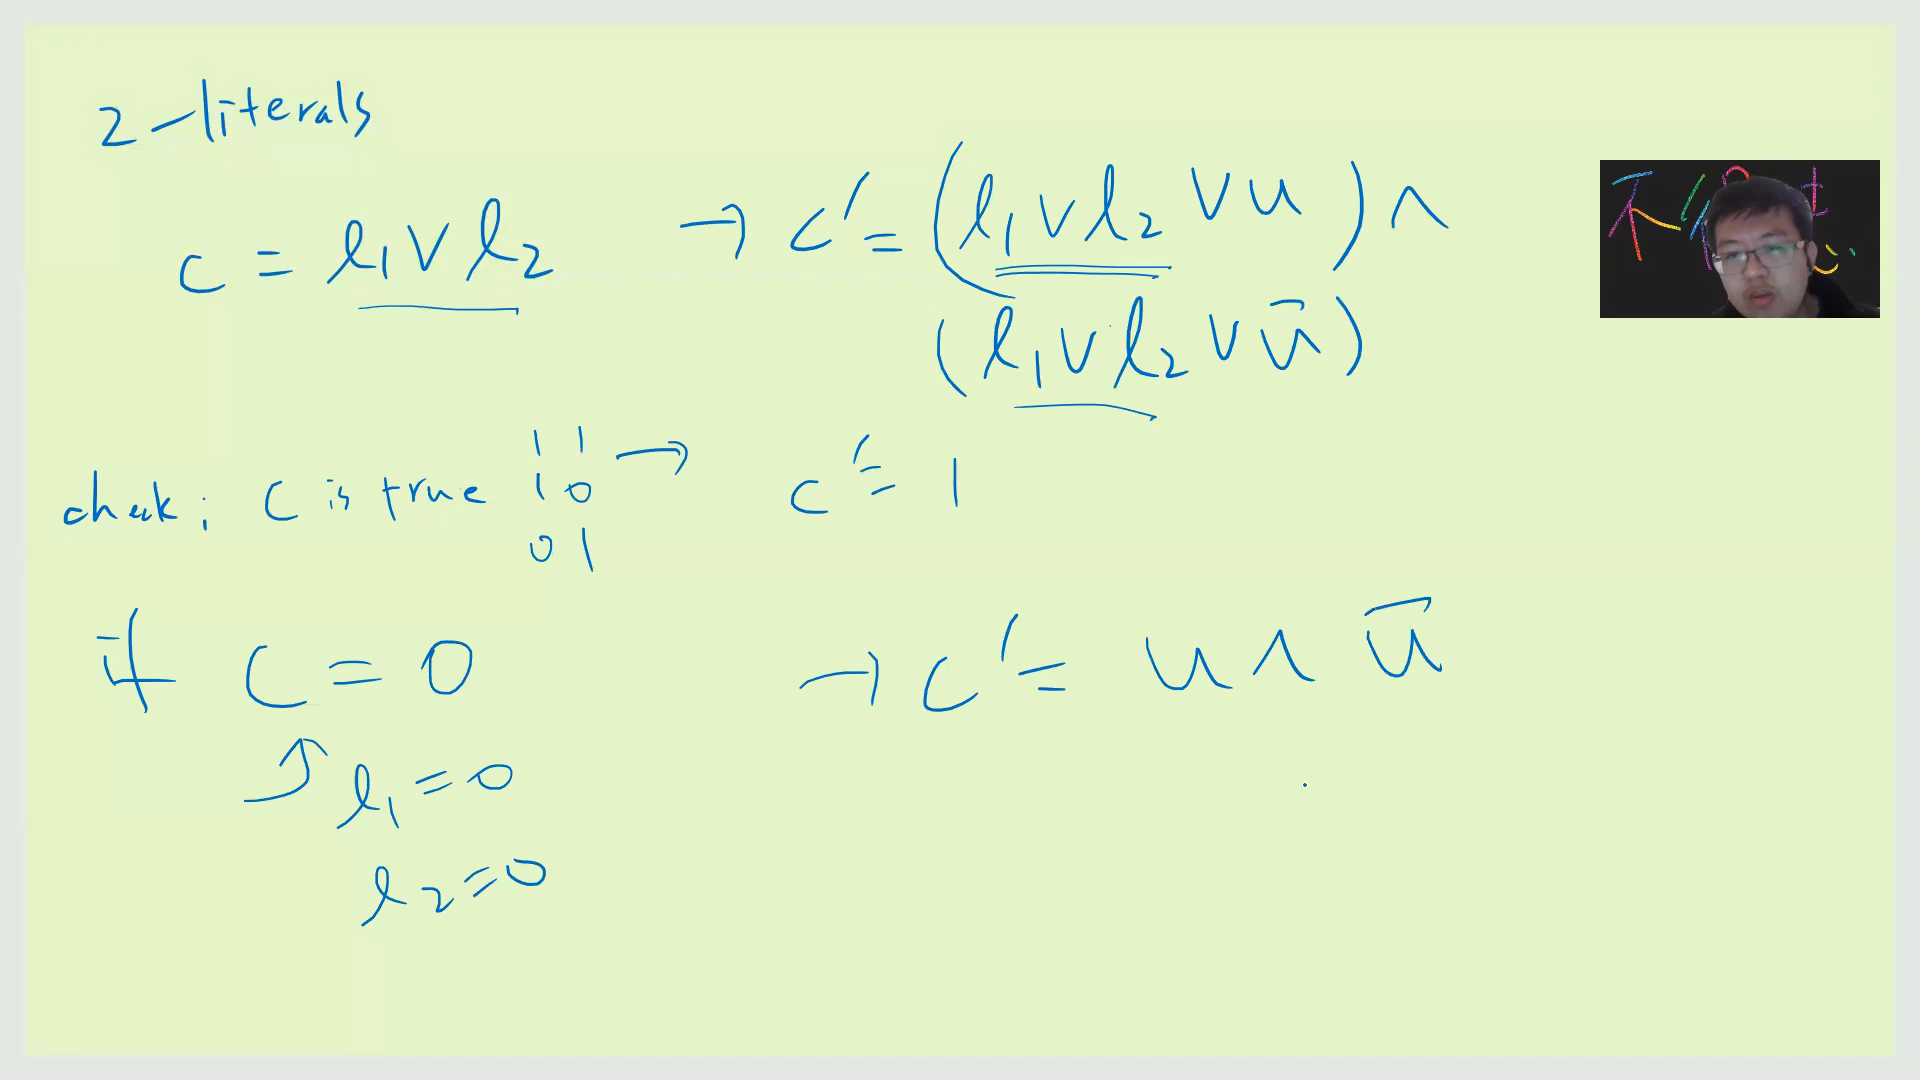 2-literals
c = l₁ ∨ l₂ → c' = (l₁ ∨ l₂ ∨ u) ∧
(l₁ ∨ l₂ ∨ ū)
check: C is true 1 1 → c' = 1
1 0
0 1
if C = 0 → c' = u ∧ ū
l₁ = 0
l₂ = 0